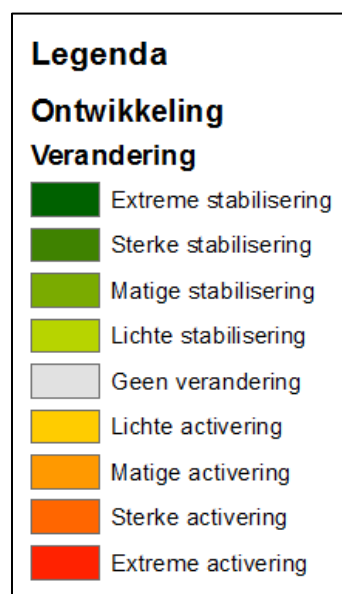 Legenda
Ontwikkeling
Verandering
Extreme stabilisering
Sterke stabilisering
Matige stabilisering
Lichte stabilisering
Geen verandering
Lichte activering
Matige activering
Sterke activering
Extreme activering